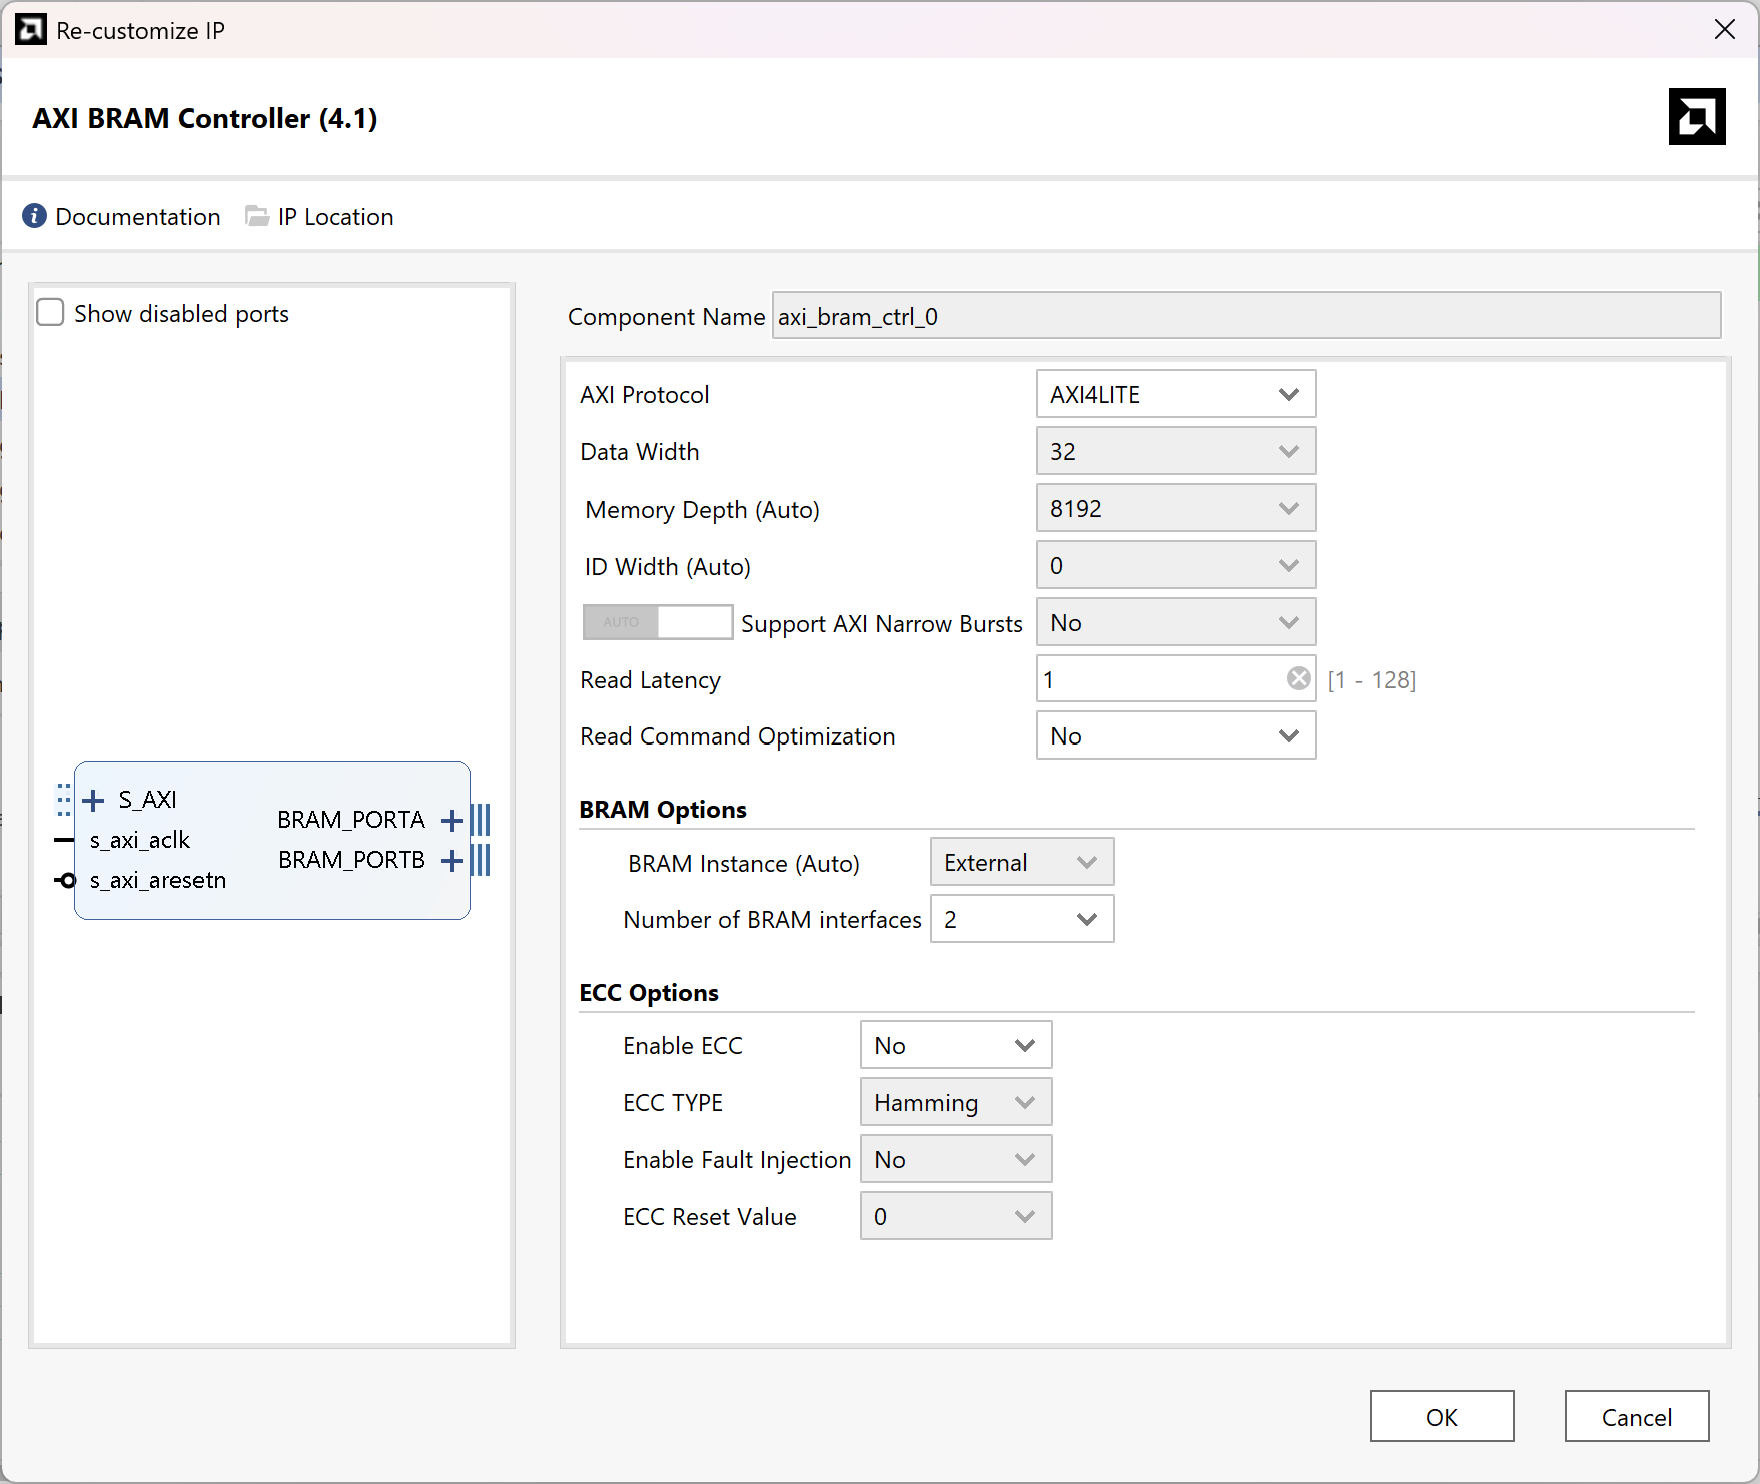 Re-customize IP
AXI BRAM Controller (4.1)
Documentation IP Location
Show disabled ports
S_AXI
s_axi_aclk
s_axi_aresetn
BRAM_PORTA
BRAM_PORTB
Component Name axi_bram_ctrl_0
AXI Protocol AXI4LITE
Data Width 32
Memory Depth (Auto) 8192
ID Width (Auto) 0
AUTO Support AXI Narrow Bursts No
Read Latency 1 [1 - 128]
Read Command Optimization No
BRAM Options
BRAM Instance (Auto) External
Number of BRAM interfaces 2
ECC Options
Enable ECC No
ECC TYPE Hamming
Enable Fault Injection No
ECC Reset Value 0
OK Cancel